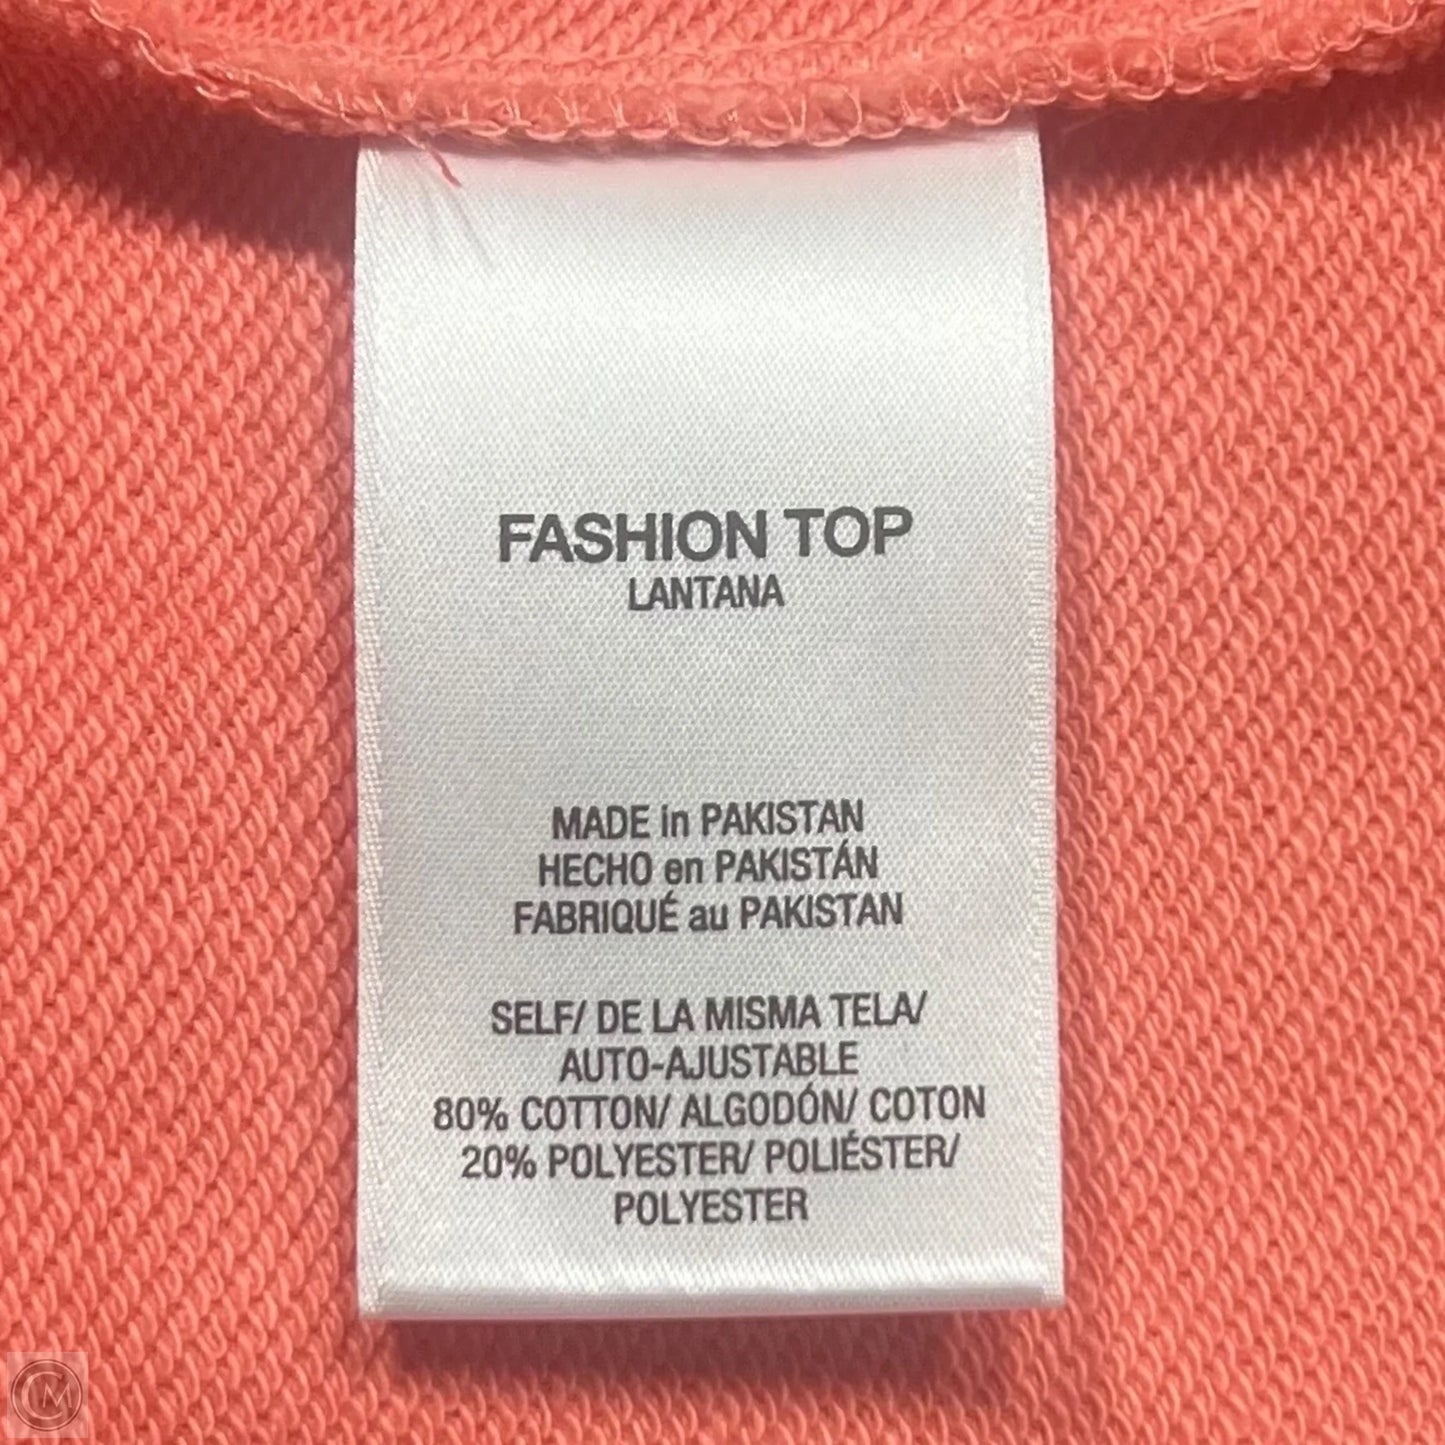 FASHION TOP
LANTANA
MADE in PAKISTAN
HECHO en PAKISTÁN
FABRIQUÉ au PAKISTAN
SELF/ DE LA MISMA TELA/
AUTO-AJUSTABLE
80% COTTON/ ALGODÓN/ COTON
20% POLYESTER/ POLIÉSTER/
POLYESTER
CM